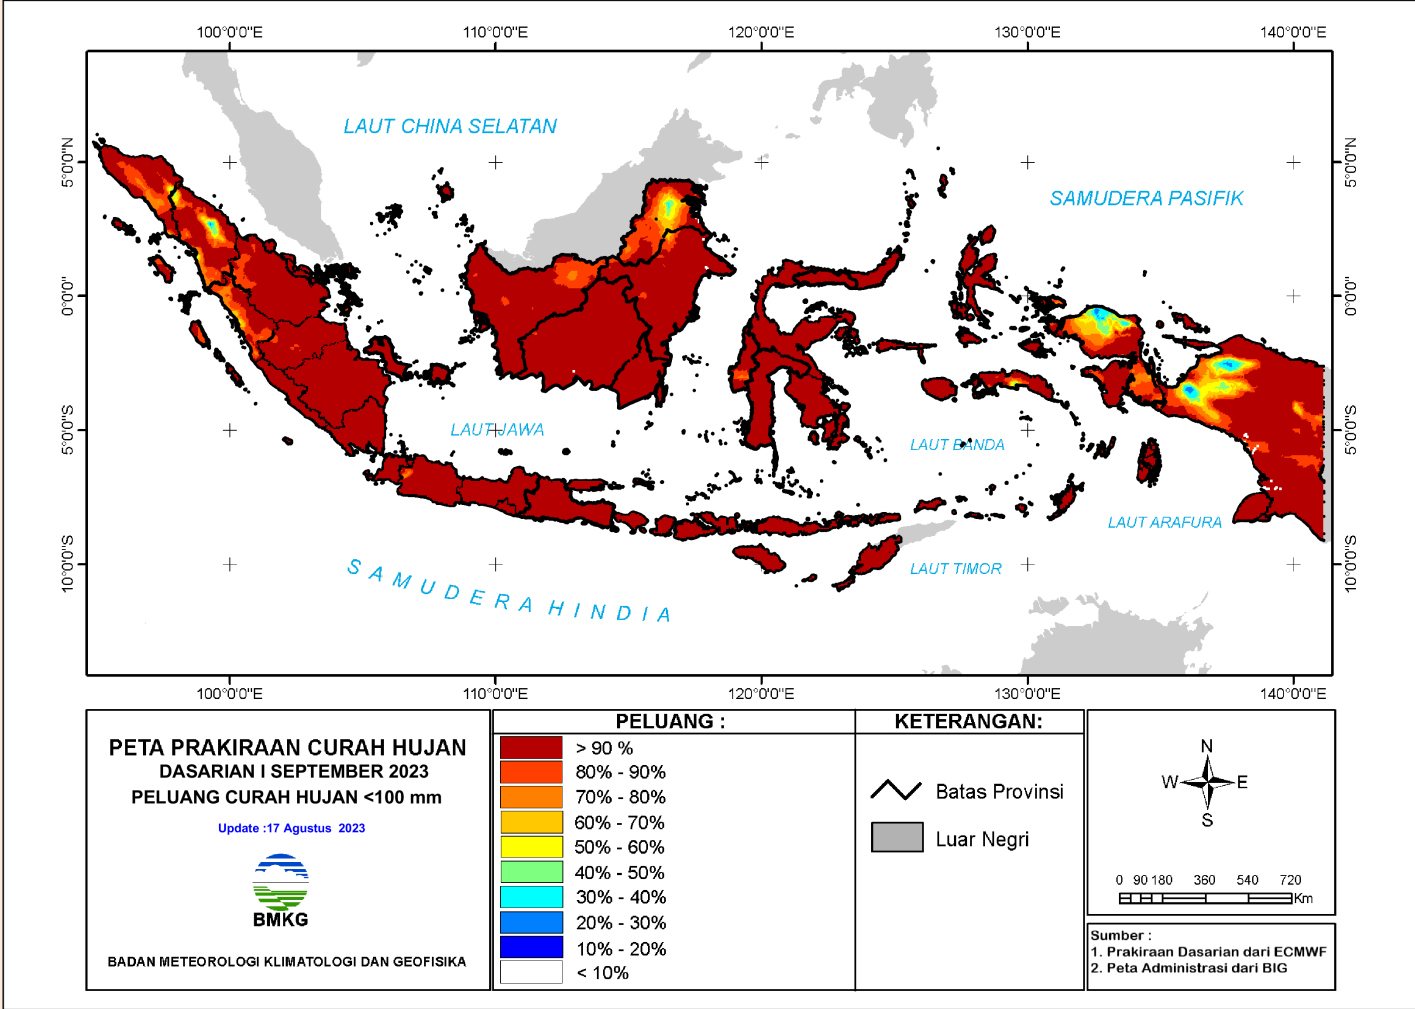 100°0'0"E 110°0'0"E 120°0'0"E 130°0'0"E 140°0'0"E
5°0'0"N 5°0'0"N
0°0'0" 0°0'0"
5°0'0"S 5°0'0"S
10°0'0"S 10°0'0"S
LAUT CHINA SELATAN
SAMUDERA PASIFIK
LAUT JAWA
LAUT BANDA
LAUT ARAFURA
LAUT TIMOR
SAMUDERA HINDIA
100°0'0"E 110°0'0"E 120°0'0"E 130°0'0"E 140°0'0"E
PETA PRAKIRAAN CURAH HUJAN
DASARIAN I SEPTEMBER 2023
PELUANG CURAH HUJAN <100 mm
Update :17 Agustus 2023
BMKG
BADAN METEOROLOGI KLIMATOLOGI DAN GEOFISIKA
PELUANG :
> 90 %
80% - 90%
70% - 80%
60% - 70%
50% - 60%
40% - 50%
30% - 40%
20% - 30%
10% - 20%
< 10%
KETERANGAN:
Batas Provinsi
Luar Negri
N
W E
S
0 90 180 360 540 720
Km
Sumber :
1. Prakiraan Dasarian dari ECMWF
2. Peta Administrasi dari BIG